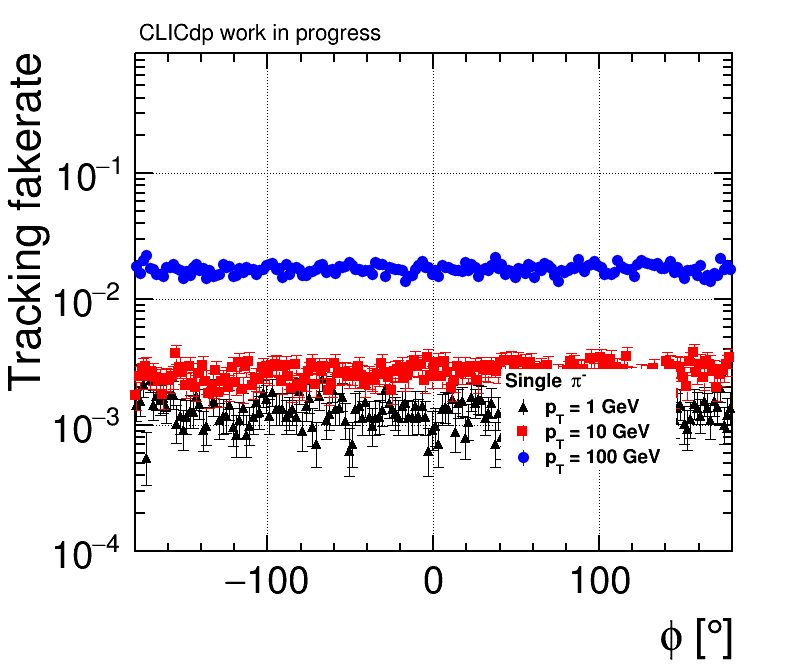 CLICdp work in progress
Tracking fakerate
10⁻¹
10⁻²
10⁻³
10⁻⁴
Single π⁻
p_T = 1 GeV
p_T = 10 GeV
p_T = 100 GeV
−100 0 100
ϕ [°]